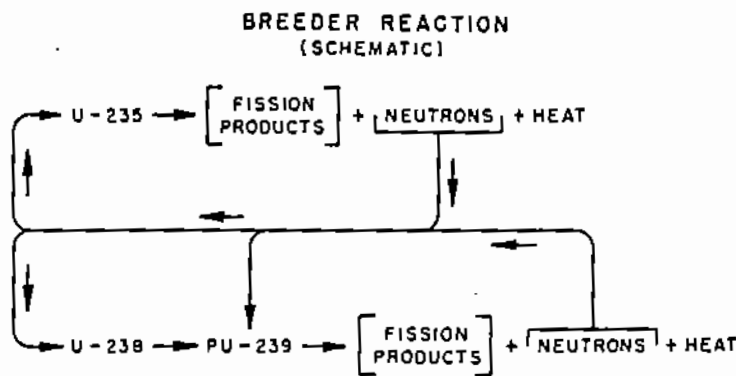 BREEDER REACTION
(SCHEMATIC)
U-235 → [FISSION PRODUCTS] + NEUTRONS + HEAT
U-238 → PU-239 → [FISSION PRODUCTS] + NEUTRONS + HEAT